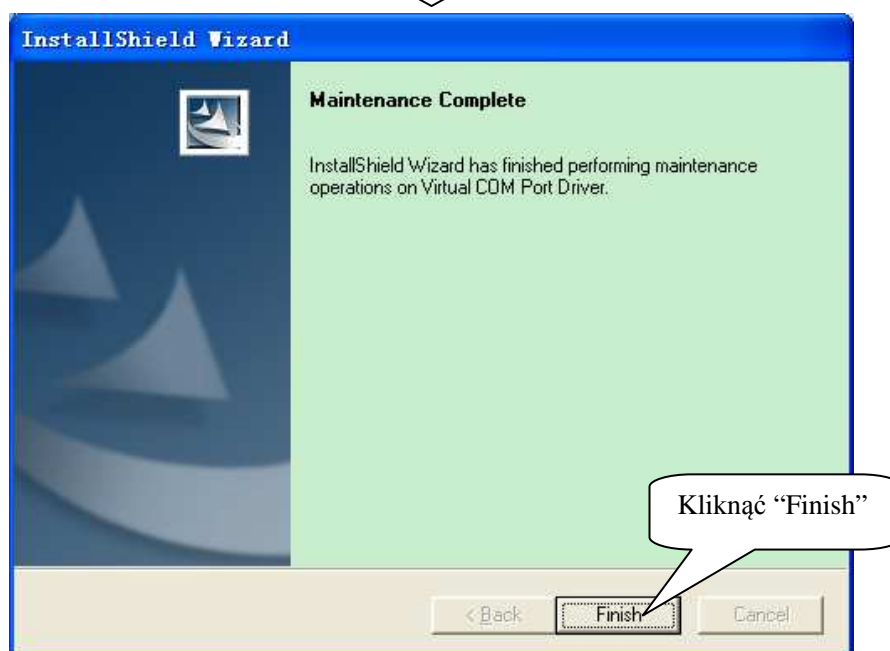 InstallShield Wizard
Maintenance Complete
InstallShield Wizard has finished performing maintenance
operations on Virtual COM Port Driver.
Kliknąć “Finish”
< Back
Finish
Cancel